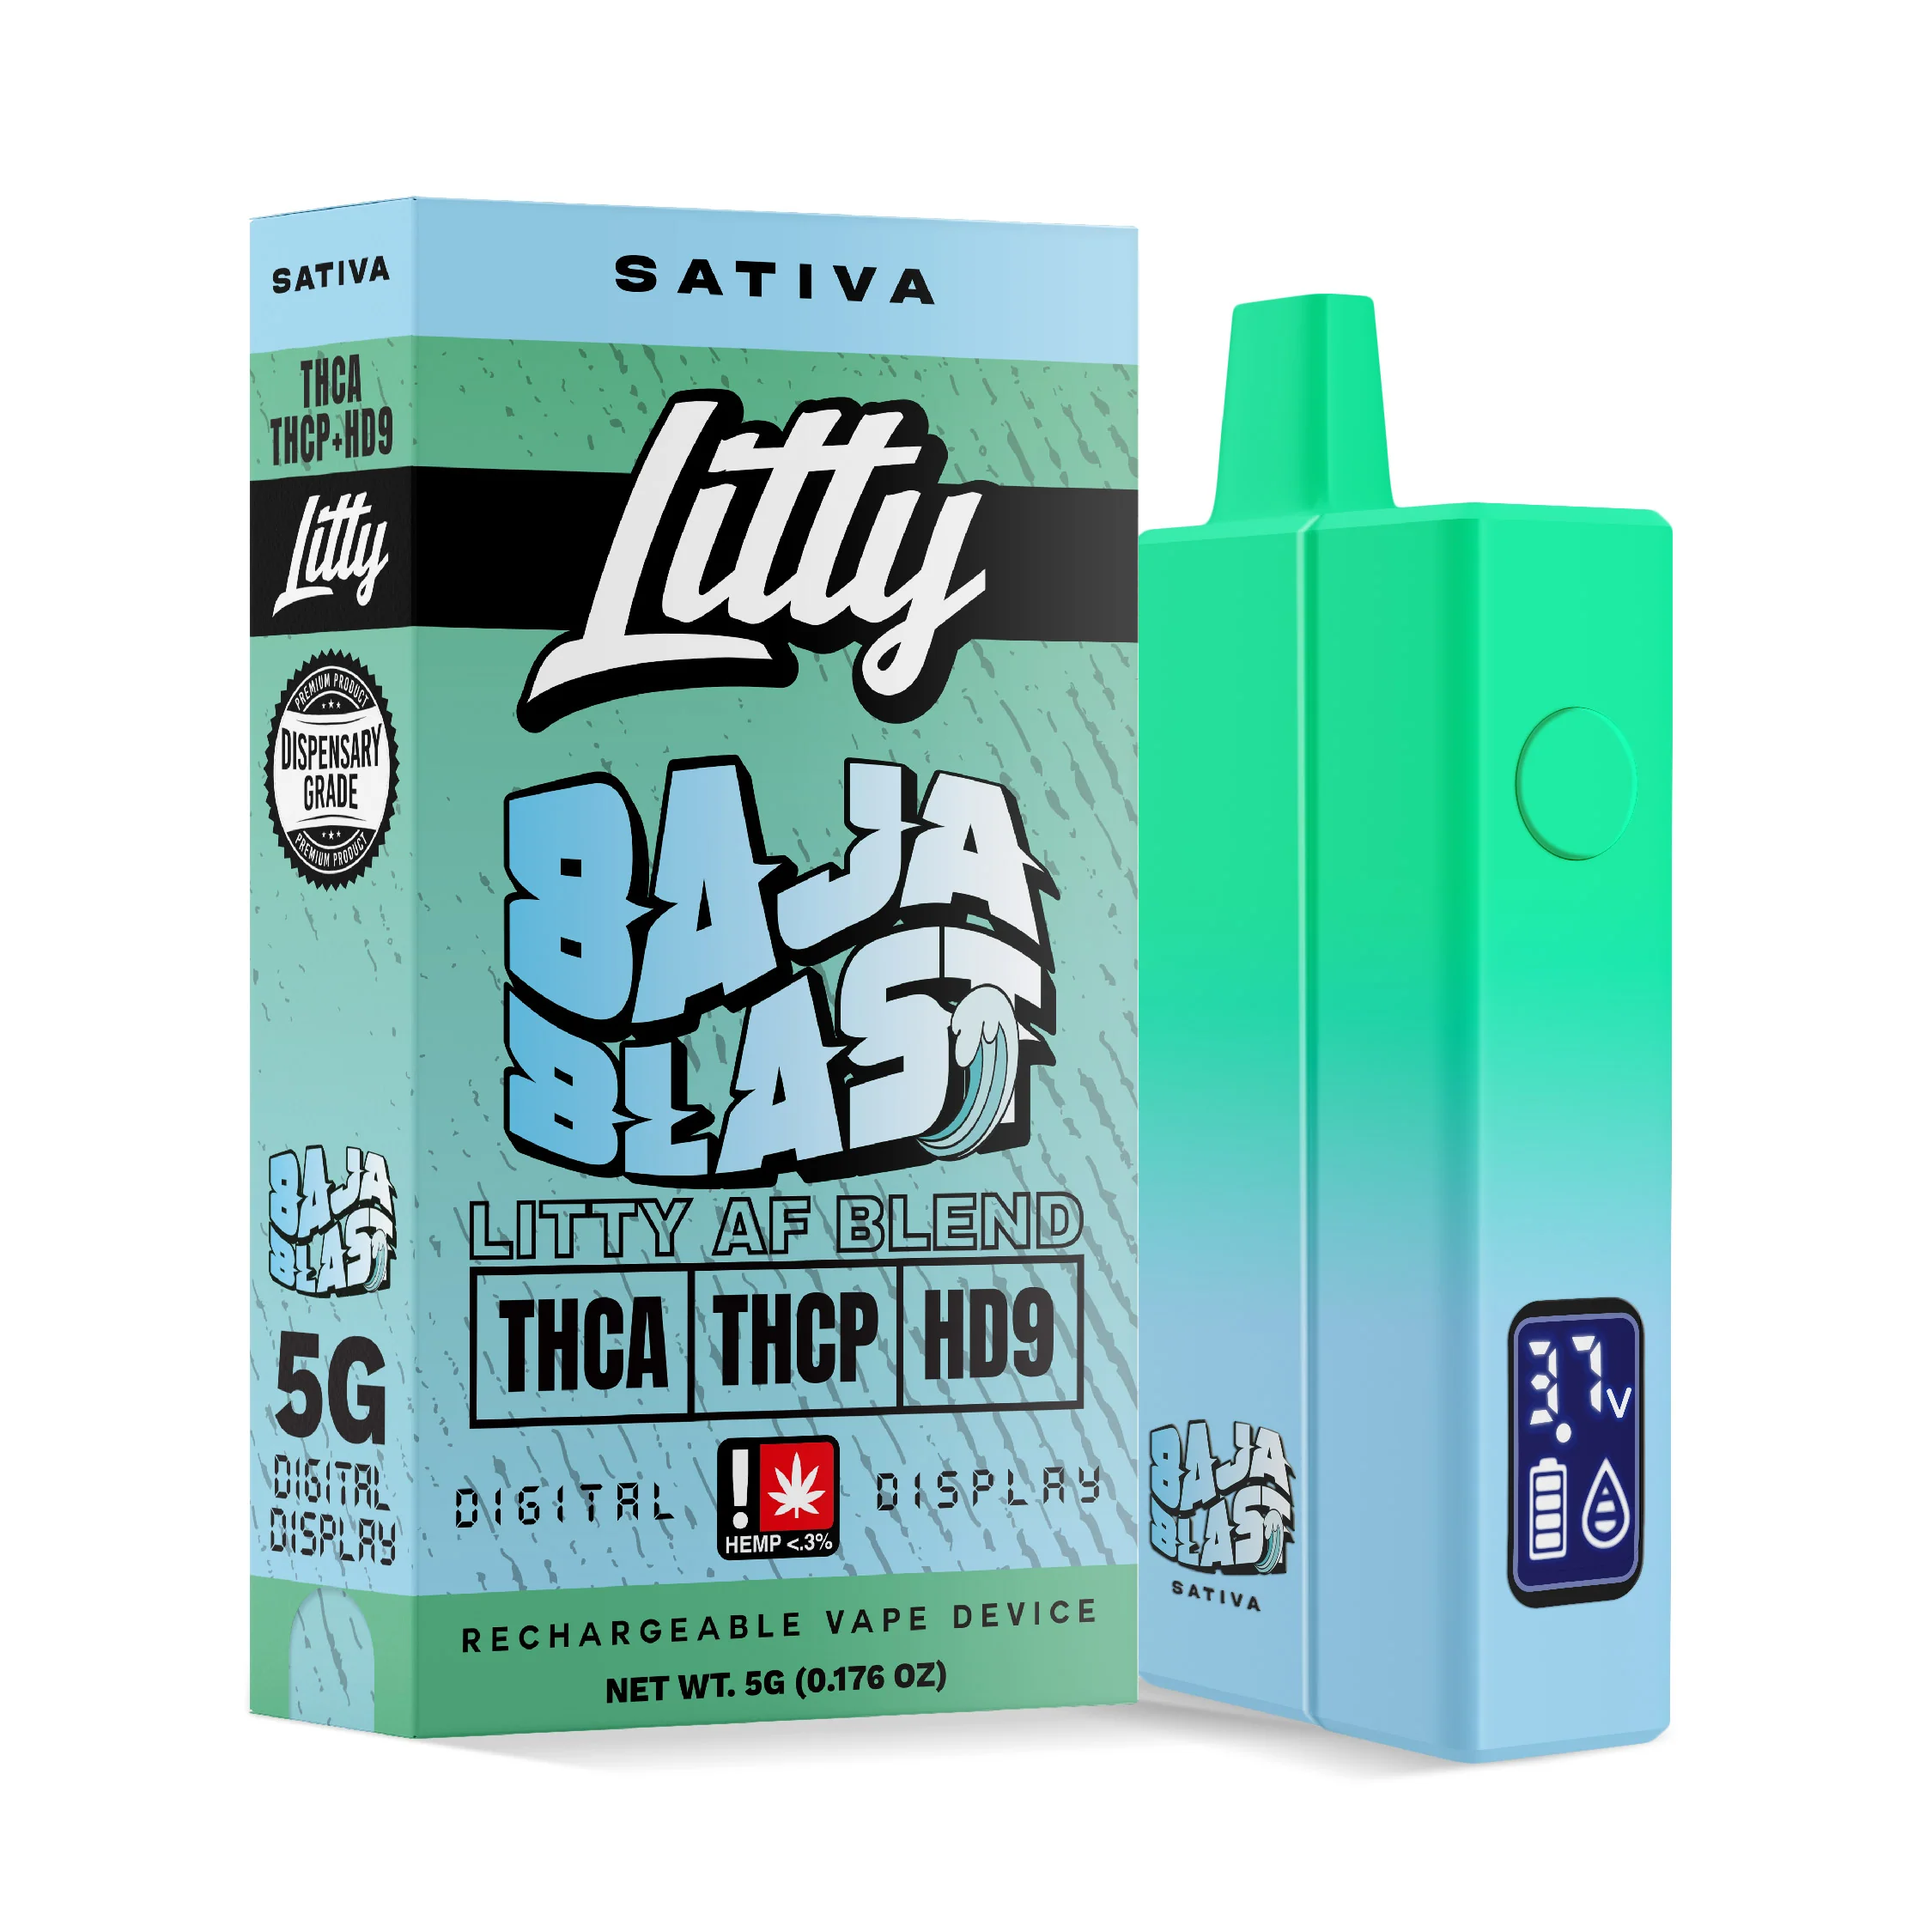 SATIVA
THCA
THCP+HD9
Litty
PREMIUM PRODUCT
DISPENSARY
GRADE
PREMIUM PRODUCT
BAJA
BLAST
5G
DIGITAL
DISPLAY
SATIVA
Litty
BAJA
BLAST
LITTY AF BLEND
THCA THCP HD9
DIGITAL ! DISPLAY
HEMP <.3%
RECHARGEABLE VAPE DEVICE
NET WT. 5G (0.176 OZ)
BAJA
BLAST
SATIVA
3.7V